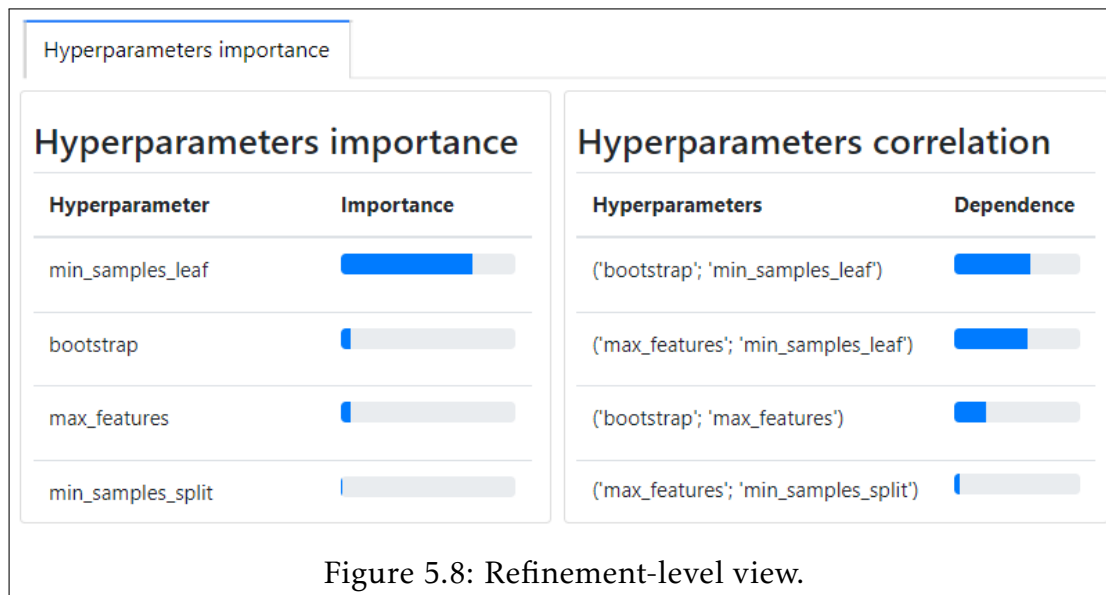 Hyperparameters importance
Hyperparameters importance
Hyperparameter Importance
min_samples_leaf
bootstrap
max_features
min_samples_split
Hyperparameters correlation
Hyperparameters Dependence
('bootstrap'; 'min_samples_leaf')
('max_features'; 'min_samples_leaf')
('bootstrap'; 'max_features')
('max_features'; 'min_samples_split')
Figure 5.8: Refinement-level view.